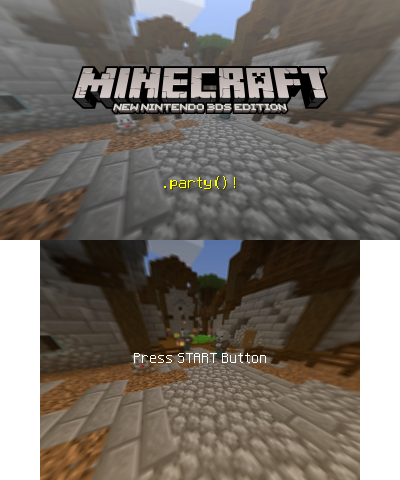 MINECRAFT
NEW NINTENDO 3DS EDITION
.party()!
Press START Button